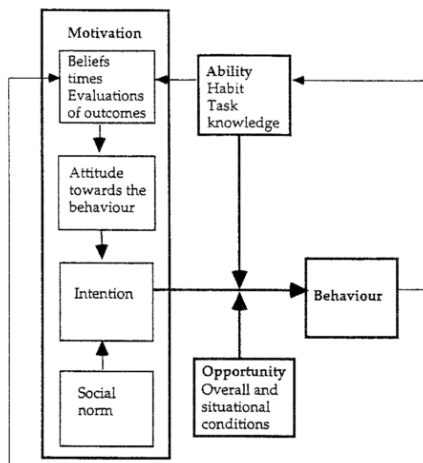 Motivation
Beliefs
times
Evaluations
of outcomes
Attitude
towards the
behaviour
Intention
Social
norm
Ability
Habit
Task
knowledge
Opportunity
Overall and
situational
conditions
Behaviour